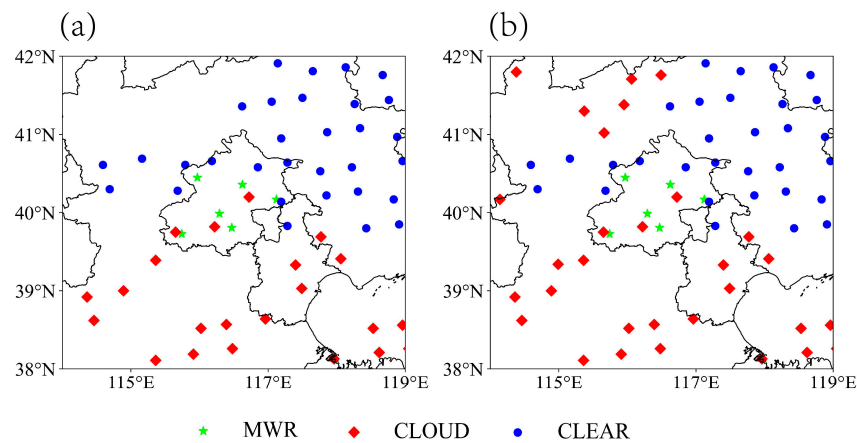 (a)
(b)
42°N
41°N
40°N
39°N
38°N
115°E
117°E
119°E
42°N
41°N
40°N
39°N
38°N
115°E
117°E
119°E
MWR
CLOUD
CLEAR